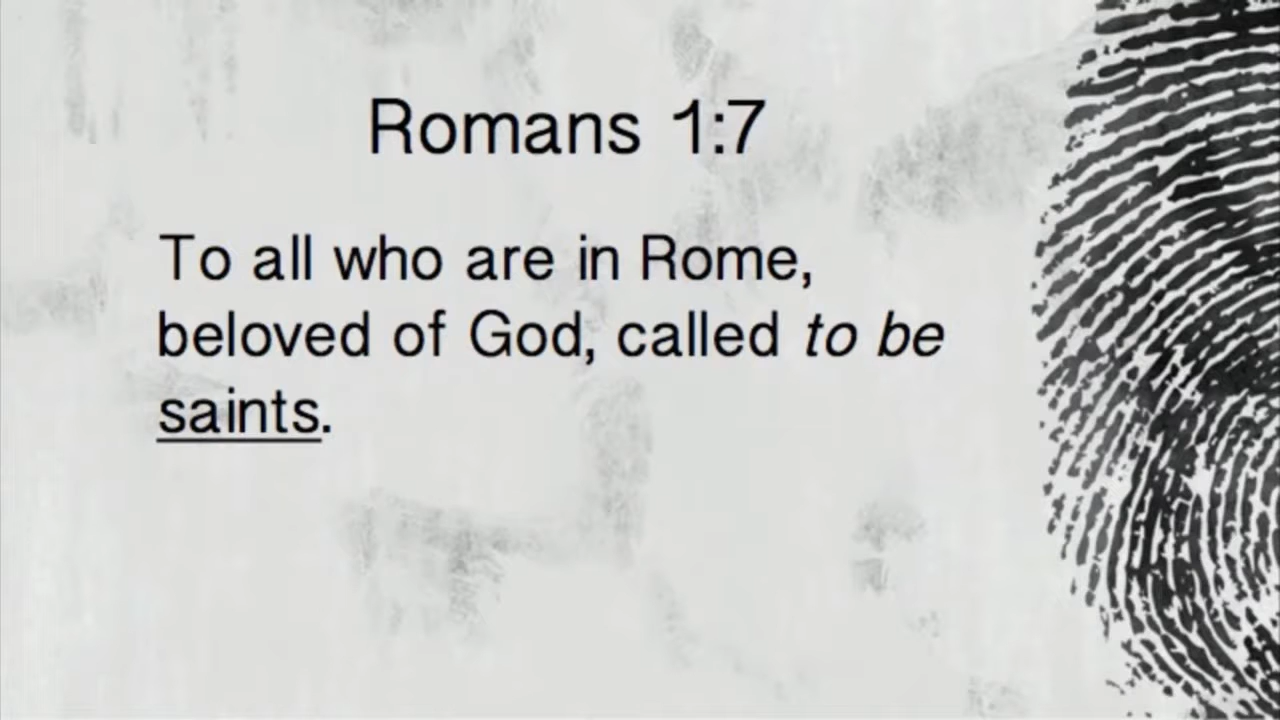 Romans 1:7
To all who are in Rome,
beloved of God, called to be
saints.